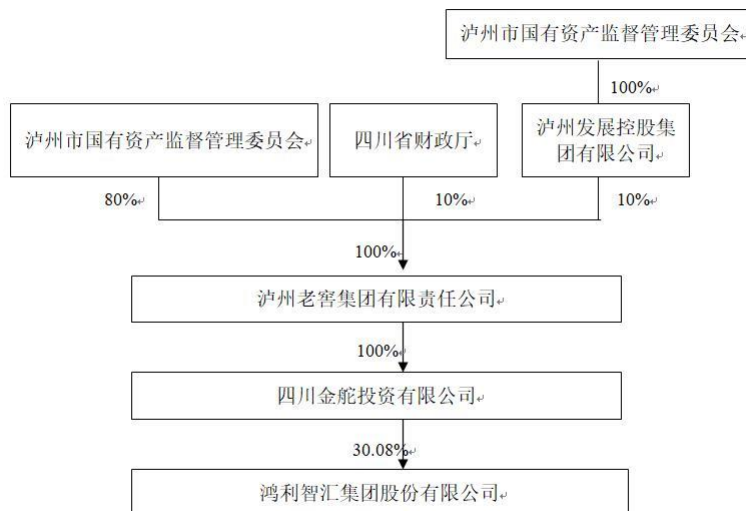 泸州市国有资产监督管理委员会
100%
泸州市国有资产监督管理委员会
四川省财政厅
泸州发展控股集
团有限公司
80%
10%
10%
100%
泸州老窖集团有限责任公司
100%
四川金舵投资有限公司
30.08%
鸿利智汇集团股份有限公司